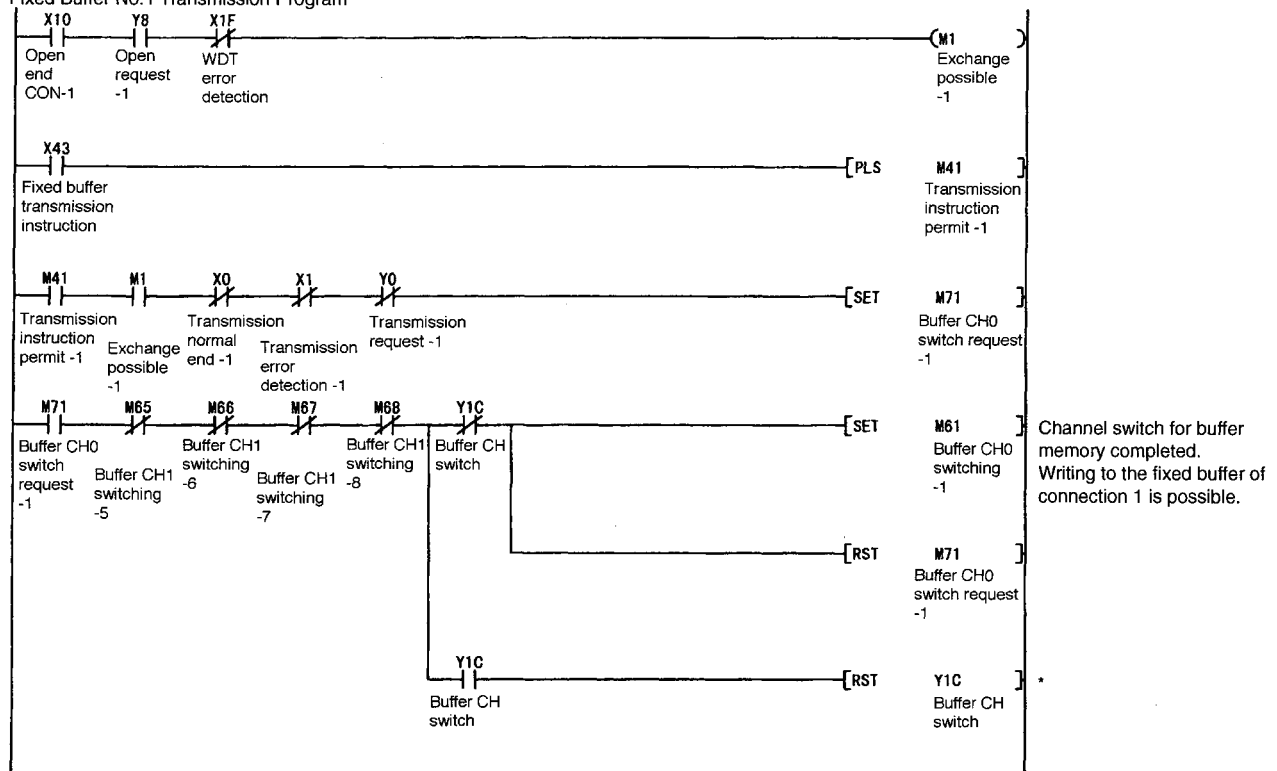 Fixed Buffer No.1 Transmission Program
X10 Y8 X1F
(M1 )
Open end CON-1
Open request -1
WDT error detection
Exchange possible -1
X43
[PLS M41 ]
Fixed buffer
transmission
instruction
Transmission
instruction
permit -1
M41 M1 X0 X1 Y0
[SET M71 ]
Transmission
instruction
permit -1
Exchange
possible
-1
Transmission
normal
end -1
Transmission
error
detection -1
Transmission
request -1
Buffer CH0
switch request
-1
M71 M65 M66 M67 M68 Y1C
[SET M61 ]
Buffer CH0
switch
request
-1
Buffer CH1
switching
-5
Buffer CH1
switching
-6
Buffer CH1
switching
-7
Buffer CH1
switching
-8
Buffer CH
switch
Buffer CH0
switching
-1
Channel switch for buffer
memory completed.
Writing to the fixed buffer of
connection 1 is possible.
[RST M71 ]
Buffer CH0
switch request
-1
Y1C
[RST Y1C ] *
Buffer CH
switch
Buffer CH
switch